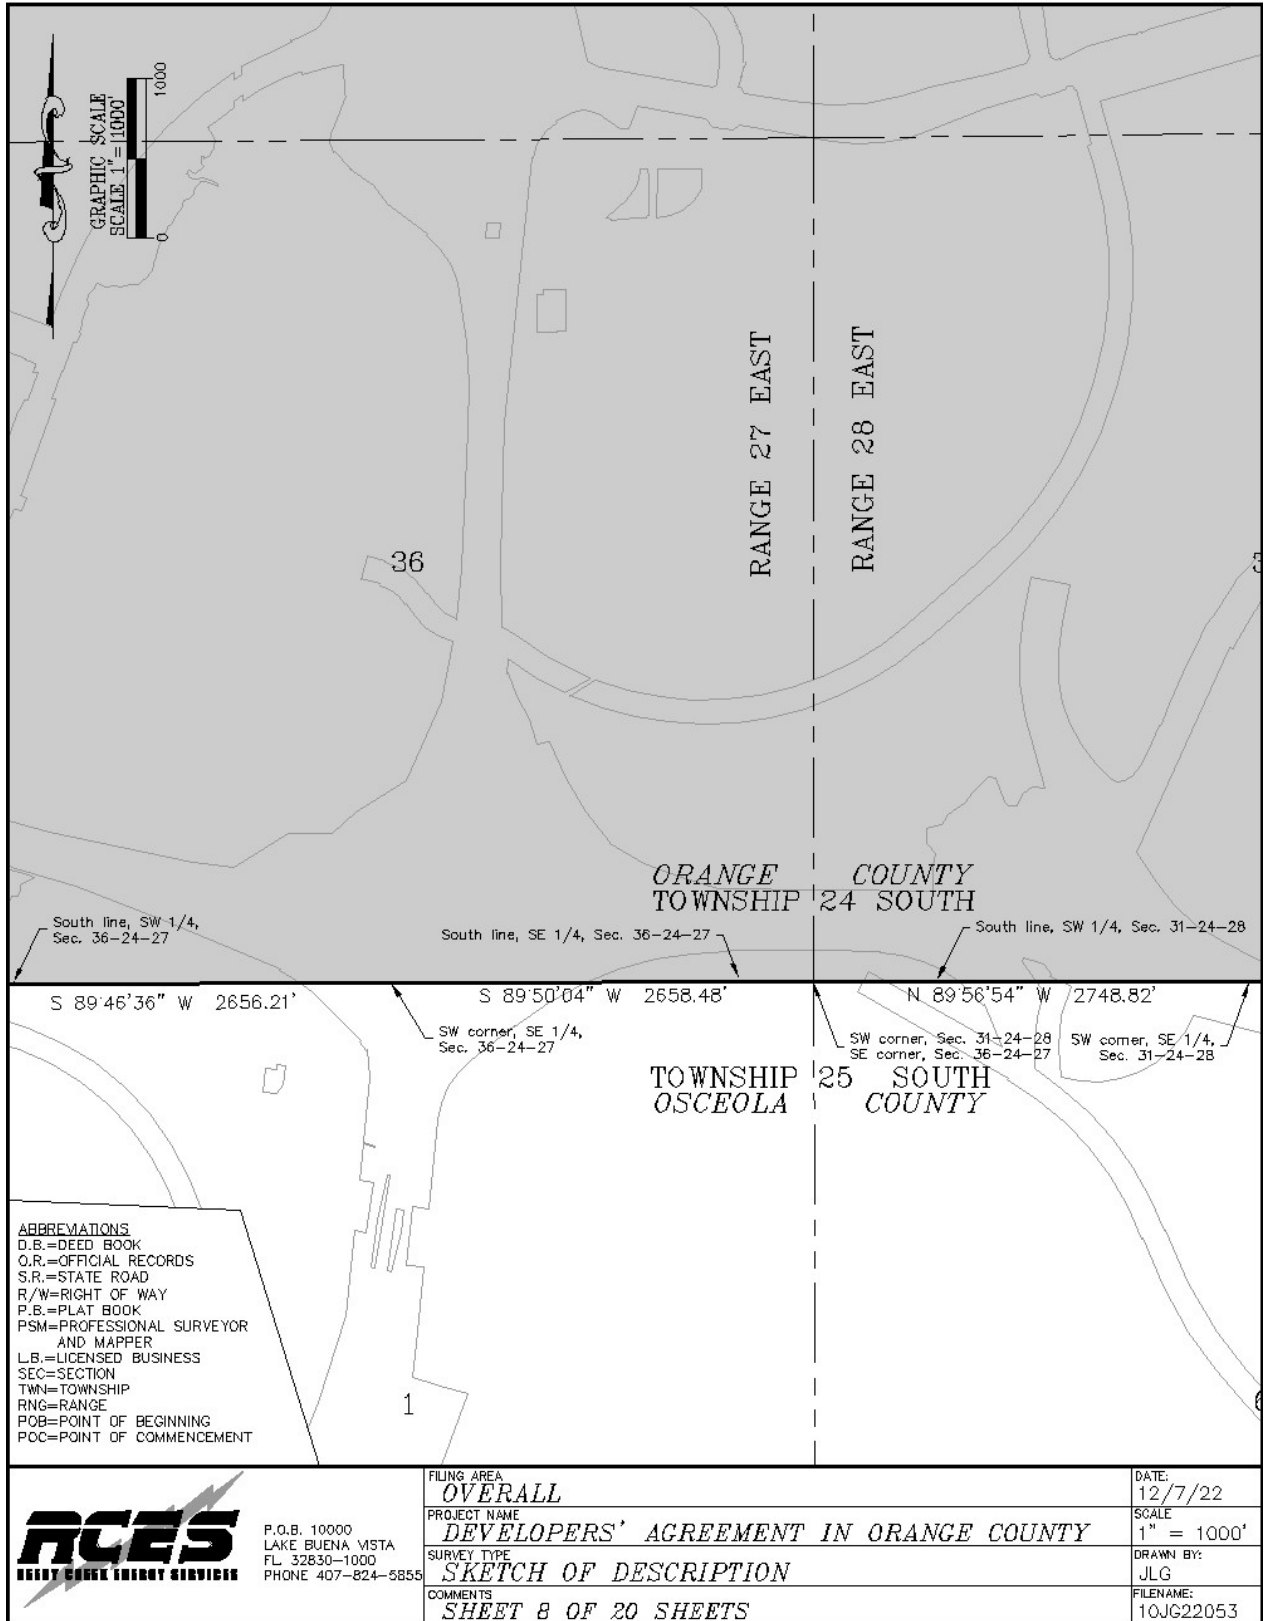 1000
GRAPHIC SCALE
SCALE 1"=1000'
0
RANGE 27 EAST
RANGE 28 EAST
36
ORANGE COUNTY
TOWNSHIP 24 SOUTH
South line, SW 1/4,
Sec. 36-24-27
South line, SE 1/4, Sec. 36-24-27
South line, SW 1/4, Sec. 31-24-28
S 89°46'36" W 2656.21'
S 89°50'04" W 2658.48'
N 89°56'54" W 2748.82'
SW corner, SE 1/4,
Sec. 36-24-27
SW corner, Sec. 31-24-28
SE corner, Sec. 36-24-27
SW corner, SE 1/4,
Sec. 31-24-28
TOWNSHIP 25 SOUTH
OSCEOLA COUNTY
ABBREVIATIONS
D.B.=DEED BOOK
O.R.=OFFICIAL RECORDS
S.R.=STATE ROAD
R/W=RIGHT OF WAY
P.B.=PLAT BOOK
PSM=PROFESSIONAL SURVEYOR
AND MAPPER
L.B.=LICENSED BUSINESS
SEC=SECTION
TWN=TOWNSHIP
RNG=RANGE
POB=POINT OF BEGINNING
POC=POINT OF COMMENCEMENT
1
RCES
REEDY CREEK ENERGY SERVICES
P.O.B. 10000
LAKE BUENA VISTA
FL 32830-1000
PHONE 407-824-5855
FILING AREA
OVERALL
PROJECT NAME
DEVELOPERS' AGREEMENT IN ORANGE COUNTY
SURVEY TYPE
SKETCH OF DESCRIPTION
COMMENTS
SHEET 8 OF 20 SHEETS
DATE:
12/7/22
SCALE
1" = 1000'
DRAWN BY:
JLG
FILENAME:
10JG22053